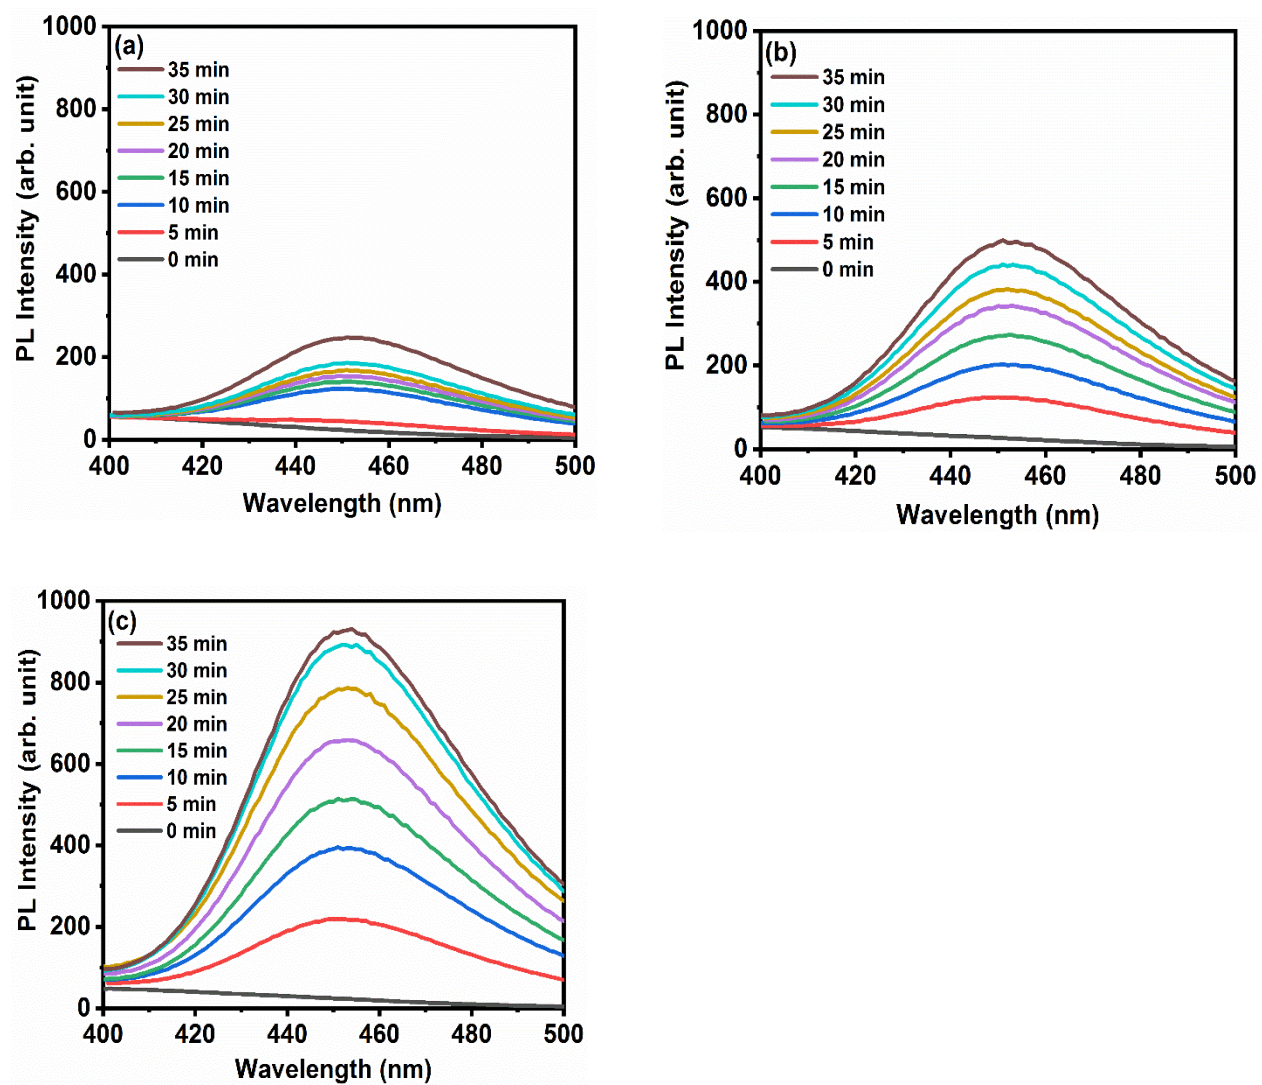 (a)
35 min
30 min
25 min
20 min
15 min
10 min
5 min
0 min
1000
800
600
400
200
0
400 420 440 460 480 500
PL Intensity (arb. unit)
Wavelength (nm)
(b)
35 min
30 min
25 min
20 min
15 min
10 min
5 min
0 min
1000
800
600
400
200
0
400 420 440 460 480 500
PL Intensity (arb. unit)
Wavelength (nm)
(c)
35 min
30 min
25 min
20 min
15 min
10 min
5 min
0 min
1000
800
600
400
200
0
400 420 440 460 480 500
PL Intensity (arb. unit)
Wavelength (nm)